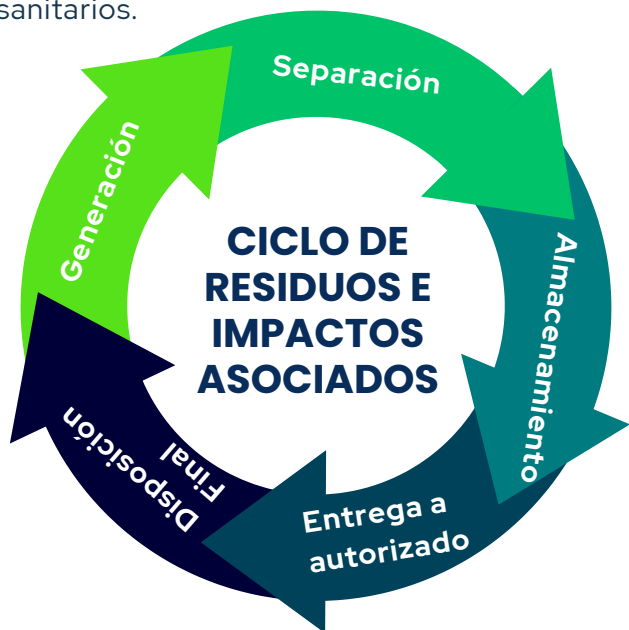 sanitarios.
Separación
Generación
Almacenamiento
CICLO DE
RESIDUOS E
IMPACTOS
ASOCIADOS
Entrega a
autorizado
Disposición
Final